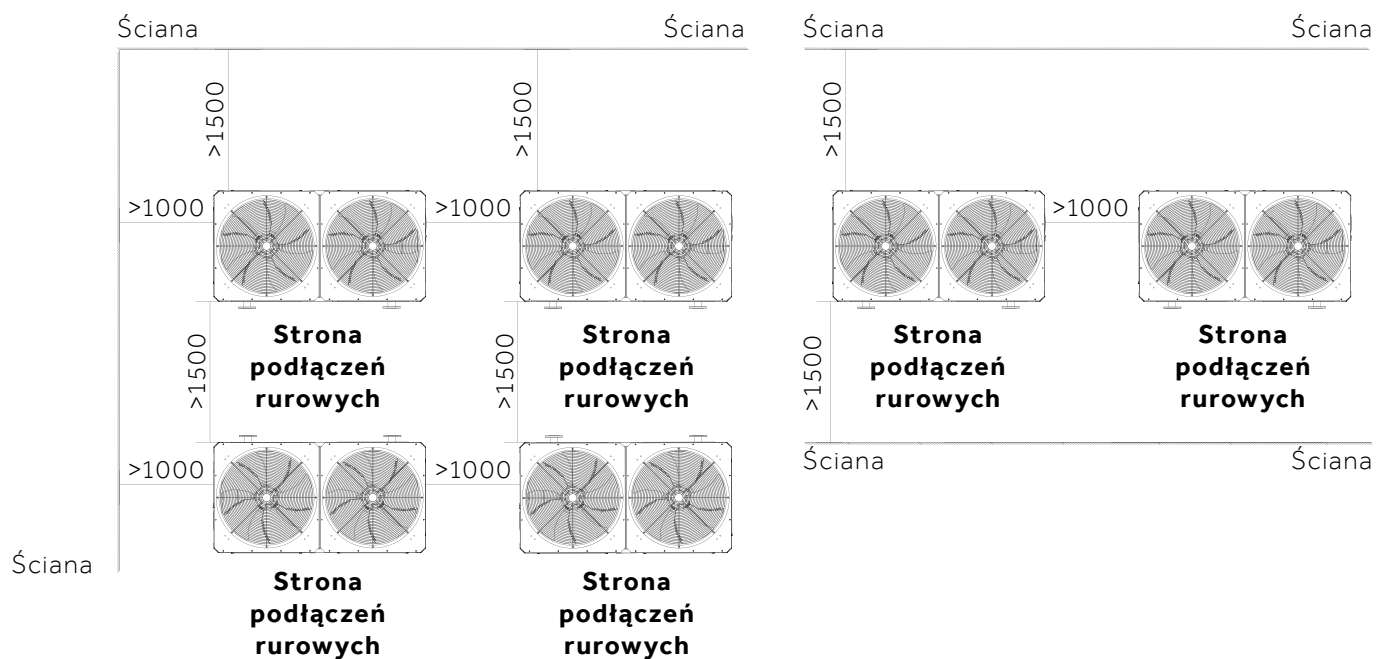 Ściana
Ściana
Ściana
Ściana
>1500
>1500
>1500
>1000
>1000
>1000
Strona
podłączeń
rurowych
Strona
podłączeń
rurowych
Strona
podłączeń
rurowych
Strona
podłączeń
rurowych
>1500
>1500
>1500
>1000
>1000
Ściana
Ściana
Ściana
Strona
podłączeń
rurowych
Strona
podłączeń
rurowych